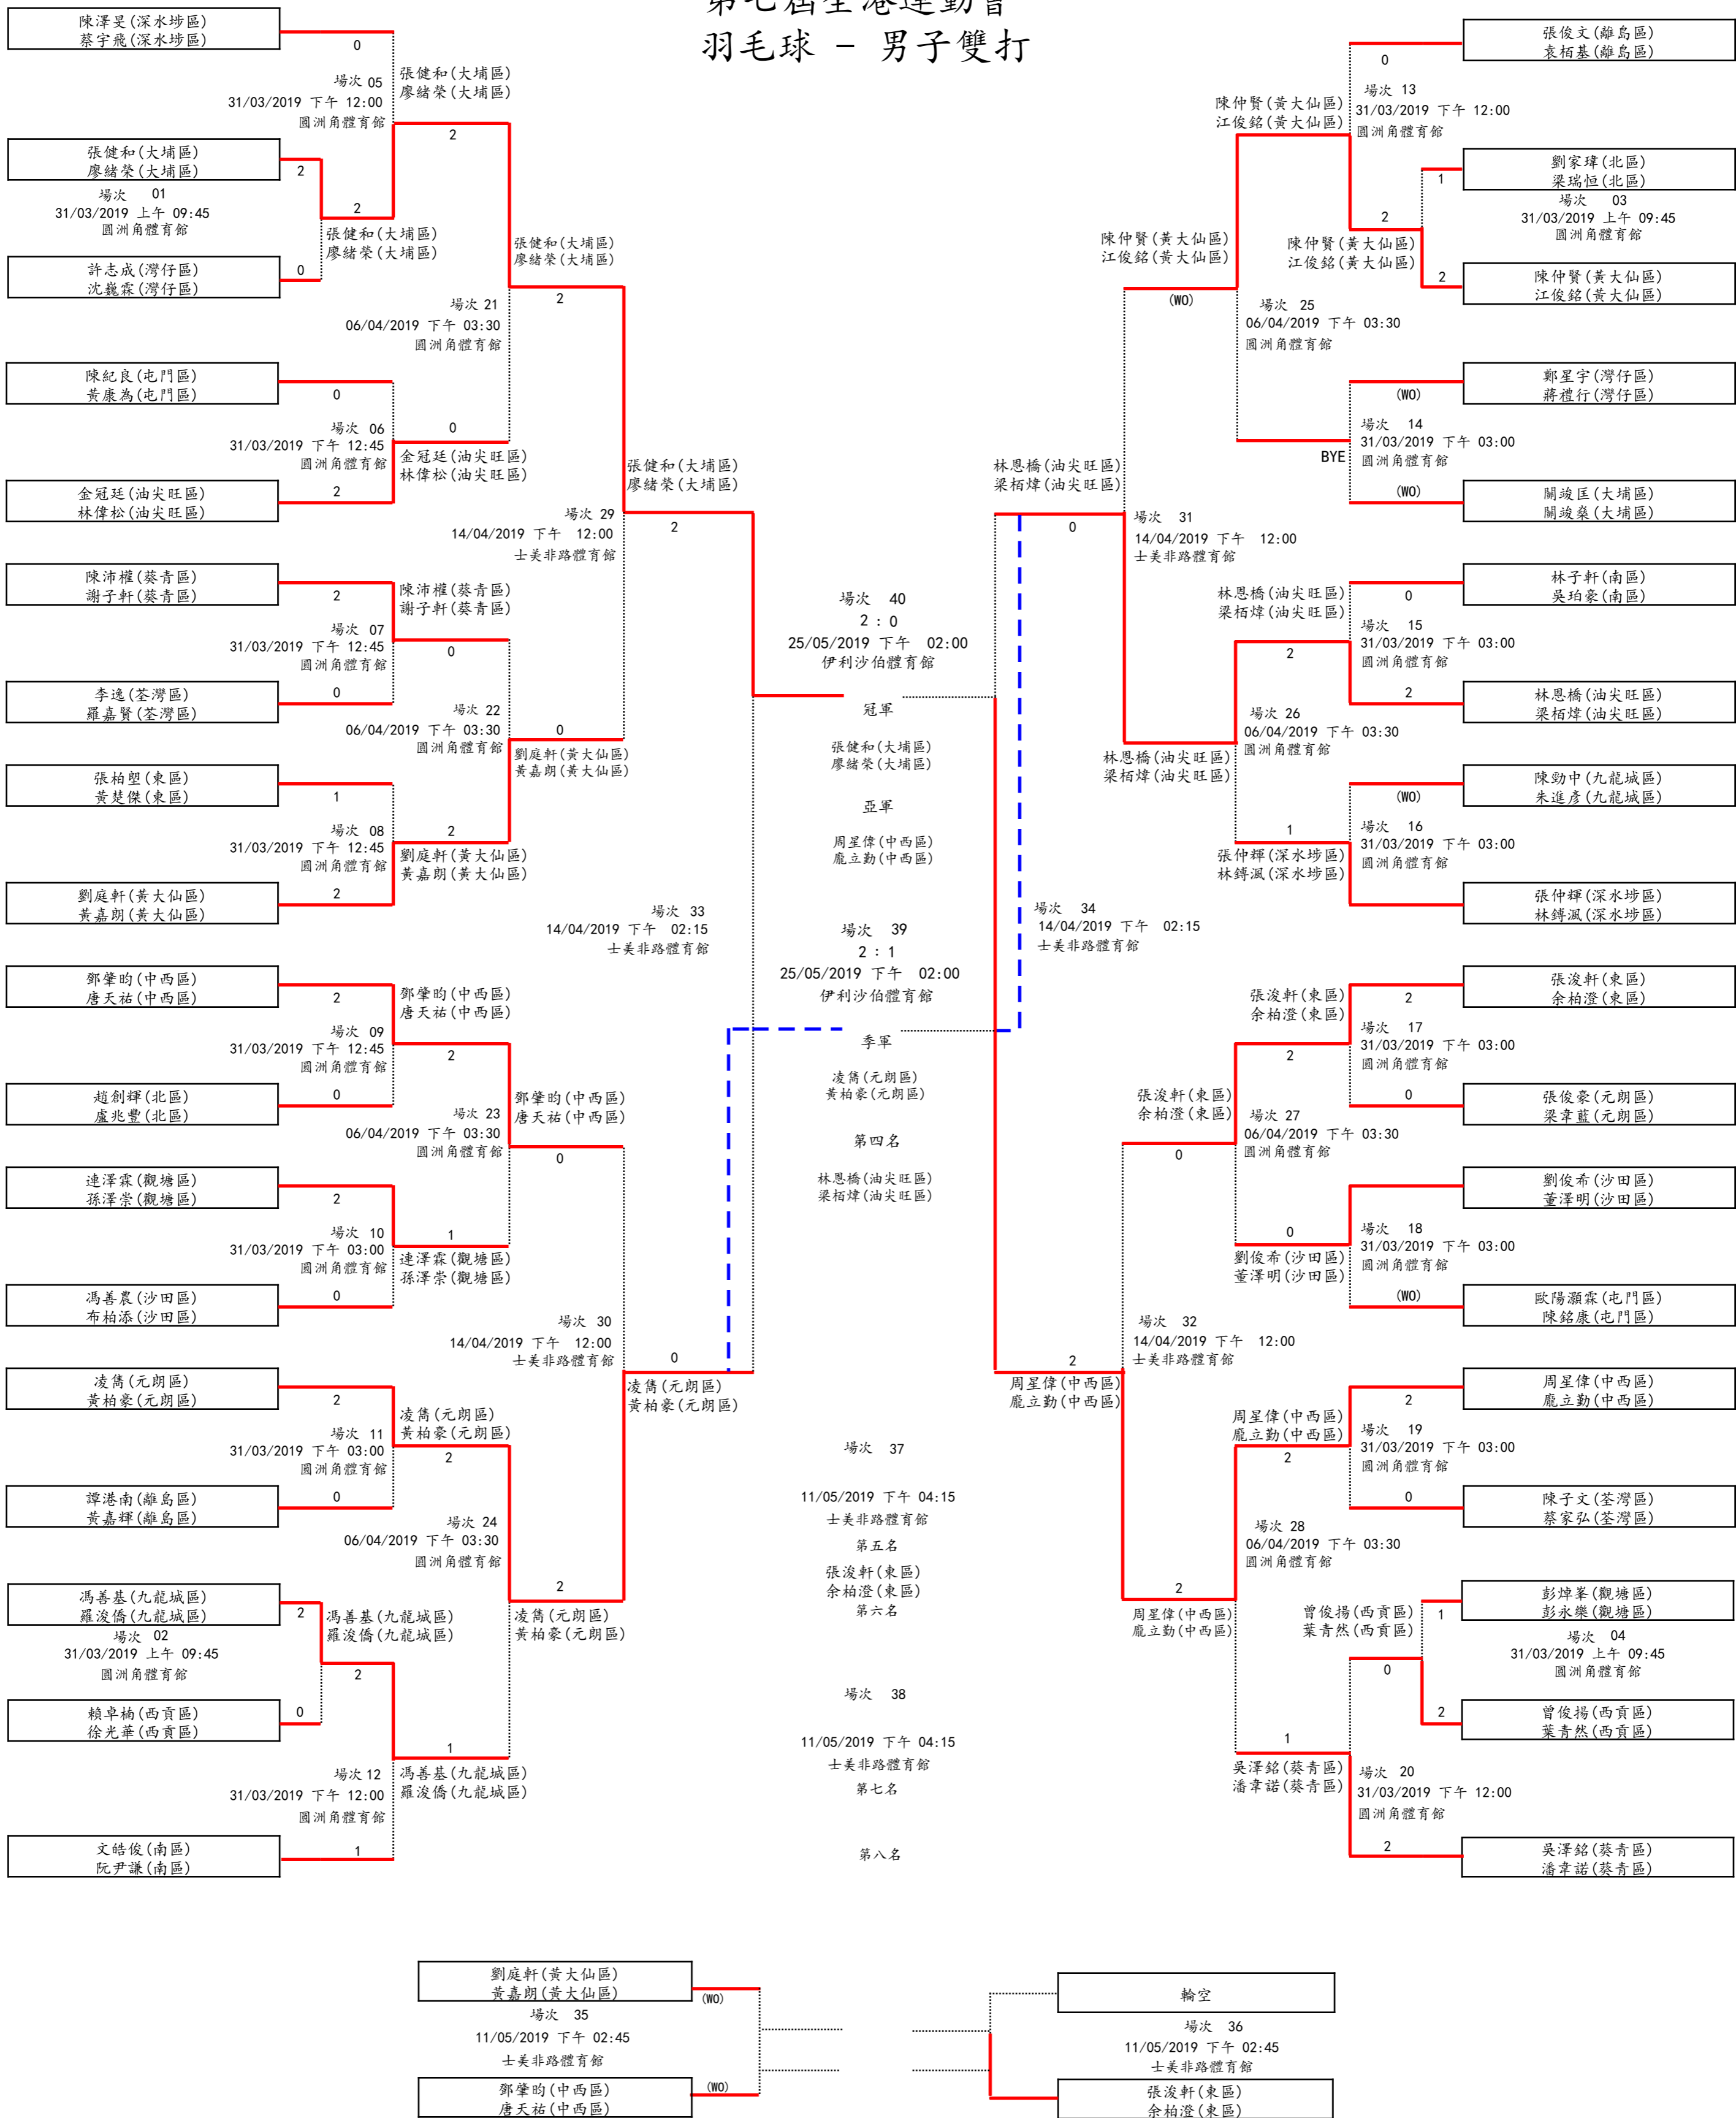 第七屆全港運動會
羽毛球 - 男子雙打
陳澤旻(深水埗區)
蔡宇飛(深水埗區)
0
場次 05
31/03/2019 下午 12:00
圓洲角體育館
張健和(大埔區)
廖緒榮(大埔區)
2
張健和(大埔區)
廖緒榮(大埔區)
2
場次 01
31/03/2019 上午 09:45
圓洲角體育館
2
張健和(大埔區)
廖緒榮(大埔區)
許志成(灣仔區)
沈巍霖(灣仔區)
0
張健和(大埔區)
廖緒榮(大埔區)
2
場次 21
06/04/2019 下午 03:30
圓洲角體育館
陳紀良(屯門區)
黃康為(屯門區)
0
場次 06
31/03/2019 下午 12:45
圓洲角體育館
0
金冠廷(油尖旺區)
林偉松(油尖旺區)
金冠廷(油尖旺區)
林偉松(油尖旺區)
2
張健和(大埔區)
廖緒榮(大埔區)
2
場次 29
14/04/2019 下午 12:00
士美非路體育館
陳沛權(葵青區)
謝子軒(葵青區)
2
陳沛權(葵青區)
謝子軒(葵青區)
場次 07
31/03/2019 下午 12:45
圓洲角體育館
0
李逸(荃灣區)
羅嘉賢(荃灣區)
0
場次 22
06/04/2019 下午 03:30
圓洲角體育館
0
劉庭軒(黃大仙區)
黃嘉朗(黃大仙區)
張柏堲(東區)
黃楚傑(東區)
1
場次 08
31/03/2019 下午 12:45
圓洲角體育館
2
劉庭軒(黃大仙區)
黃嘉朗(黃大仙區)
劉庭軒(黃大仙區)
黃嘉朗(黃大仙區)
2
場次 33
14/04/2019 下午 02:15
士美非路體育館
鄧肇昀(中西區)
唐天祐(中西區)
2
鄧肇昀(中西區)
唐天祐(中西區)
場次 09
31/03/2019 下午 12:45
圓洲角體育館
2
趙創輝(北區)
盧兆豐(北區)
0
場次 23
06/04/2019 下午 03:30
圓洲角體育館
鄧肇昀(中西區)
唐天祐(中西區)
0
連澤霖(觀塘區)
孫澤崇(觀塘區)
2
場次 10
31/03/2019 下午 03:00
圓洲角體育館
1
連澤霖(觀塘區)
孫澤崇(觀塘區)
馮善農(沙田區)
布柏添(沙田區)
0
場次 30
14/04/2019 下午 12:00
士美非路體育館
0
凌雋(元朗區)
黃柏豪(元朗區)
凌雋(元朗區)
黃柏豪(元朗區)
2
凌雋(元朗區)
黃柏豪(元朗區)
場次 11
31/03/2019 下午 03:00
圓洲角體育館
2
譚港南(離島區)
黃嘉輝(離島區)
0
場次 24
06/04/2019 下午 03:30
圓洲角體育館
2
凌雋(元朗區)
黃柏豪(元朗區)
馮善基(九龍城區)
羅浚僑(九龍城區)
2
場次 02
31/03/2019 上午 09:45
圓洲角體育館
馮善基(九龍城區)
羅浚僑(九龍城區)
2
賴卓楠(西貢區)
徐光華(西貢區)
0
場次 12
31/03/2019 下午 12:00
圓洲角體育館
1
馮善基(九龍城區)
羅浚僑(九龍城區)
文皓俊(南區)
阮尹謙(南區)
1
場次 40
2 : 0
25/05/2019 下午 02:00
伊利沙伯體育館
冠軍
張健和(大埔區)
廖緒榮(大埔區)
亞軍
周星偉(中西區)
龐立勤(中西區)
場次 39
2 : 1
25/05/2019 下午 02:00
伊利沙伯體育館
季軍
凌雋(元朗區)
黃柏豪(元朗區)
第四名
林恩橋(油尖旺區)
梁栢煒(油尖旺區)
場次 37
11/05/2019 下午 04:15
士美非路體育館
第五名
張浚軒(東區)
余柏澄(東區)
第六名
場次 38
11/05/2019 下午 04:15
士美非路體育館
第七名
第八名
張俊文(離島區)
袁栢基(離島區)
0
場次 13
31/03/2019 下午 12:00
圓洲角體育館
陳仲賢(黃大仙區)
江俊銘(黃大仙區)
劉家瑋(北區)
梁瑞恒(北區)
1
場次 03
31/03/2019 上午 09:45
圓洲角體育館
2
陳仲賢(黃大仙區)
江俊銘(黃大仙區)
陳仲賢(黃大仙區)
江俊銘(黃大仙區)
2
陳仲賢(黃大仙區)
江俊銘(黃大仙區)
(WO)
場次 25
06/04/2019 下午 03:30
圓洲角體育館
鄭星宇(灣仔區)
蔣禮行(灣仔區)
(WO)
場次 14
31/03/2019 下午 03:00
圓洲角體育館
BYE
關竣匡(大埔區)
關竣燊(大埔區)
(WO)
林恩橋(油尖旺區)
梁栢煒(油尖旺區)
0
場次 31
14/04/2019 下午 12:00
士美非路體育館
林子軒(南區)
吳珀豪(南區)
0
林恩橋(油尖旺區)
梁栢煒(油尖旺區)
場次 15
31/03/2019 下午 03:00
圓洲角體育館
2
林恩橋(油尖旺區)
梁栢煒(油尖旺區)
2
場次 26
06/04/2019 下午 03:30
圓洲角體育館
林恩橋(油尖旺區)
梁栢煒(油尖旺區)
陳勁中(九龍城區)
朱進彥(九龍城區)
(WO)
場次 16
31/03/2019 下午 03:00
圓洲角體育館
1
張仲輝(深水埗區)
林鎛渢(深水埗區)
張仲輝(深水埗區)
林鎛渢(深水埗區)
場次 34
14/04/2019 下午 02:15
士美非路體育館
張浚軒(東區)
余柏澄(東區)
2
張浚軒(東區)
余柏澄(東區)
場次 17
31/03/2019 下午 03:00
圓洲角體育館
2
張俊豪(元朗區)
梁韋藍(元朗區)
0
張浚軒(東區)
余柏澄(東區)
0
場次 27
06/04/2019 下午 03:30
圓洲角體育館
劉俊希(沙田區)
董澤明(沙田區)
0
劉俊希(沙田區)
董澤明(沙田區)
場次 18
31/03/2019 下午 03:00
圓洲角體育館
(WO)
歐陽灝霖(屯門區)
陳銘康(屯門區)
場次 32
14/04/2019 下午 12:00
士美非路體育館
2
周星偉(中西區)
龐立勤(中西區)
周星偉(中西區)
龐立勤(中西區)
2
周星偉(中西區)
龐立勤(中西區)
場次 19
31/03/2019 下午 03:00
圓洲角體育館
2
陳子文(荃灣區)
蔡家弘(荃灣區)
0
場次 28
06/04/2019 下午 03:30
圓洲角體育館
2
周星偉(中西區)
龐立勤(中西區)
彭焯峯(觀塘區)
彭永樂(觀塘區)
1
場次 04
31/03/2019 上午 09:45
圓洲角體育館
曾俊揚(西貢區)
葉青然(西貢區)
0
曾俊揚(西貢區)
葉青然(西貢區)
2
1
吳澤銘(葵青區)
潘韋諾(葵青區)
場次 20
31/03/2019 下午 12:00
圓洲角體育館
2
吳澤銘(葵青區)
潘韋諾(葵青區)
劉庭軒(黃大仙區)
黃嘉朗(黃大仙區)
(WO)
場次 35
11/05/2019 下午 02:45
士美非路體育館
鄧肇昀(中西區)
唐天祐(中西區)
(WO)
輪空
場次 36
11/05/2019 下午 02:45
士美非路體育館
張浚軒(東區)
余柏澄(東區)